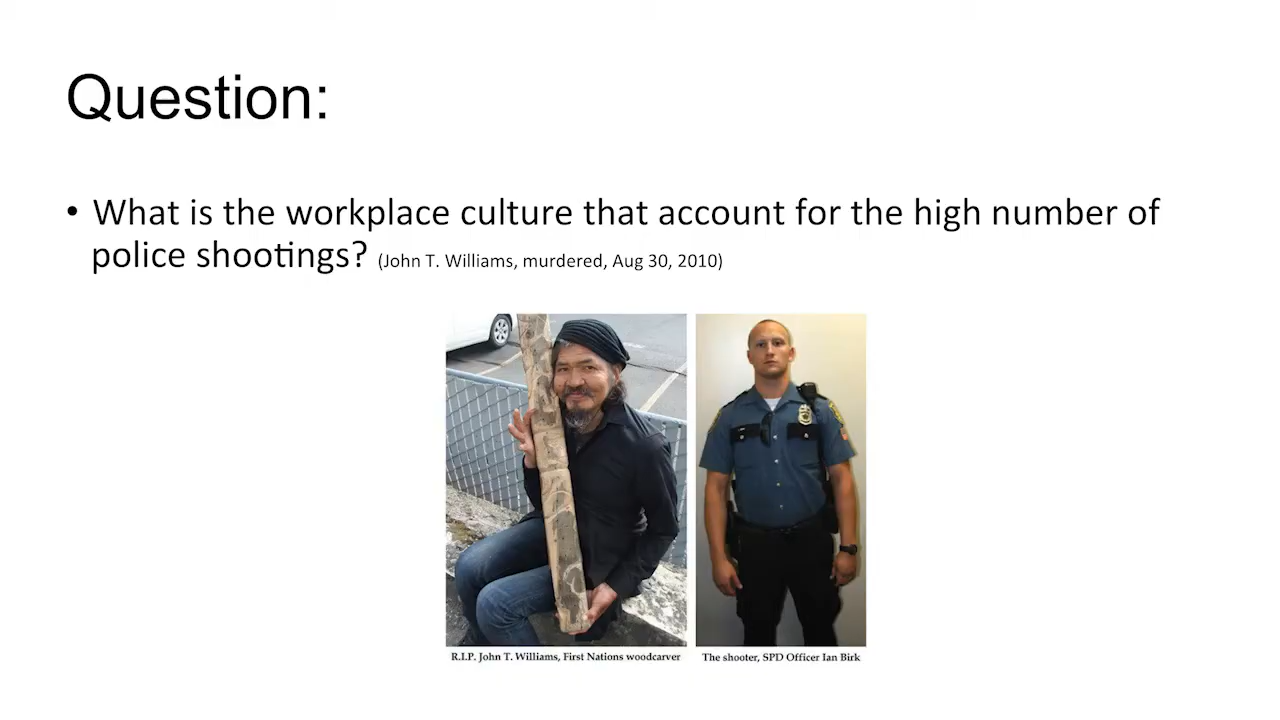 Question:
• What is the workplace culture that account for the high number of
police shootings? (John T. Williams, murdered, Aug 30, 2010)
R.I.P. John T. Williams, First Nations woodcarver
The shooter, SPD Officer Ian Birk